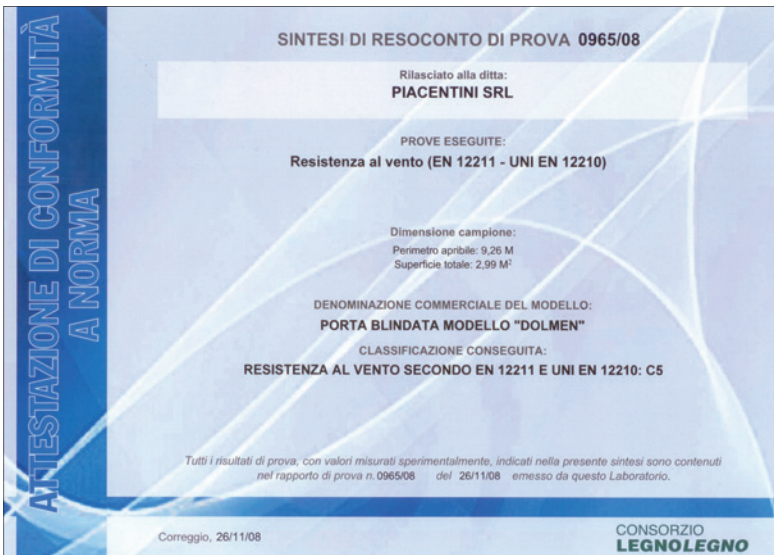 ATTESTAZIONE DI CONFORMITÀ
A NORMA
SINTESI DI RESOCONTO DI PROVA 0965/08
Rilasciato alla ditta:
PIACENTINI SRL
PROVE ESEGUITE:
Resistenza al vento (EN 12211 - UNI EN 12210)
Dimensione campione:
Perimetro apribile: 9,26 M
Superficie totale: 2,99 M²
DENOMINAZIONE COMMERCIALE DEL MODELLO:
PORTA BLINDATA MODELLO "DOLMEN"
CLASSIFICAZIONE CONSEGUITA:
RESISTENZA AL VENTO SECONDO EN 12211 E UNI EN 12210: C5
Tutti i risultati di prova, con valori misurati sperimentalmente, indicati nella presente sintesi sono contenuti
nel rapporto di prova n. 0965/08 del 26/11/08 emesso da questo Laboratorio.
Correggio, 26/11/08
CONSORZIO
LEGNOLEGNO